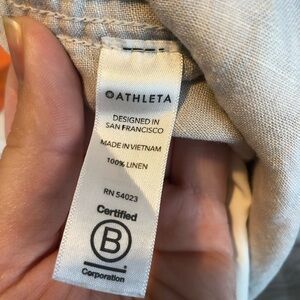 ATHLETA
DESIGNED IN
SAN FRANCISCO
MADE IN VIETNAM
100% LINEN
RN 54023
Certified
B
Corporation